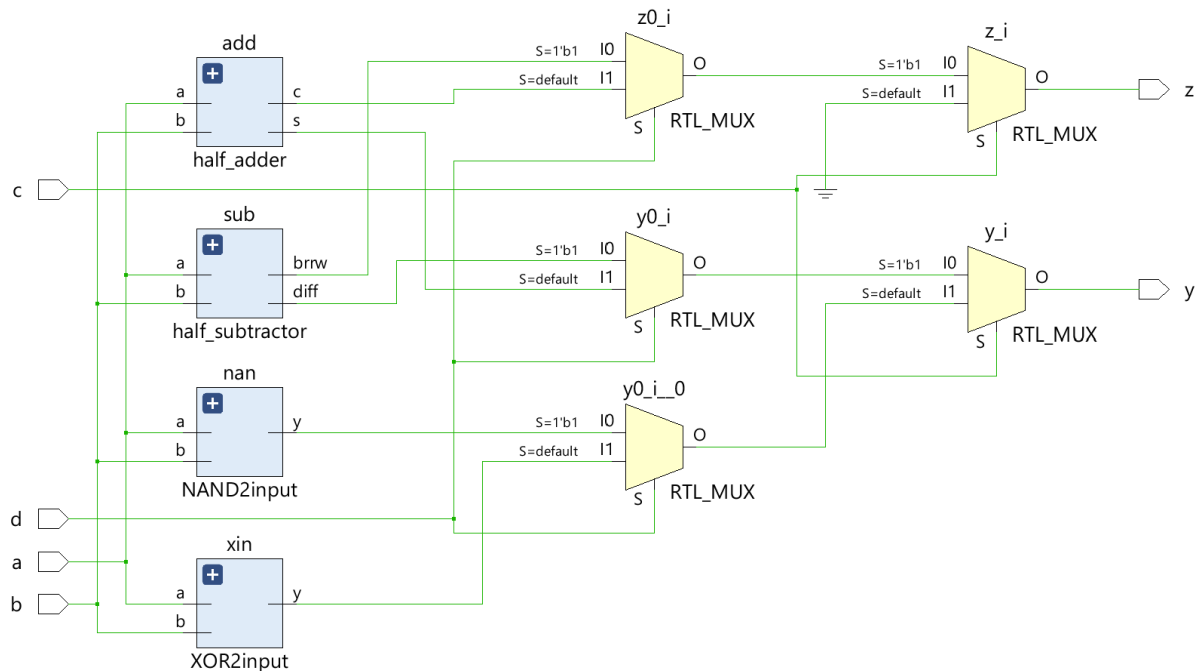 z0_i
z_i
add
S=1'b1 I0
a c
S=default I1
O
S=1'b1 I0
O
z
b s
S=default I1
S
RTL_MUX
S
RTL_MUX
half_adder
c
sub
y0_i
y_i
a brrw
S=1'b1 I0
O
S=1'b1 I0
O
b diff
S=default I1
S=default I1
y
half_subtractor
S
RTL_MUX
S
RTL_MUX
nan
y0_i__0
a y
S=1'b1 I0
O
b
S=default I1
NAND2input
S
RTL_MUX
d
xin
a
a y
b
b
XOR2input